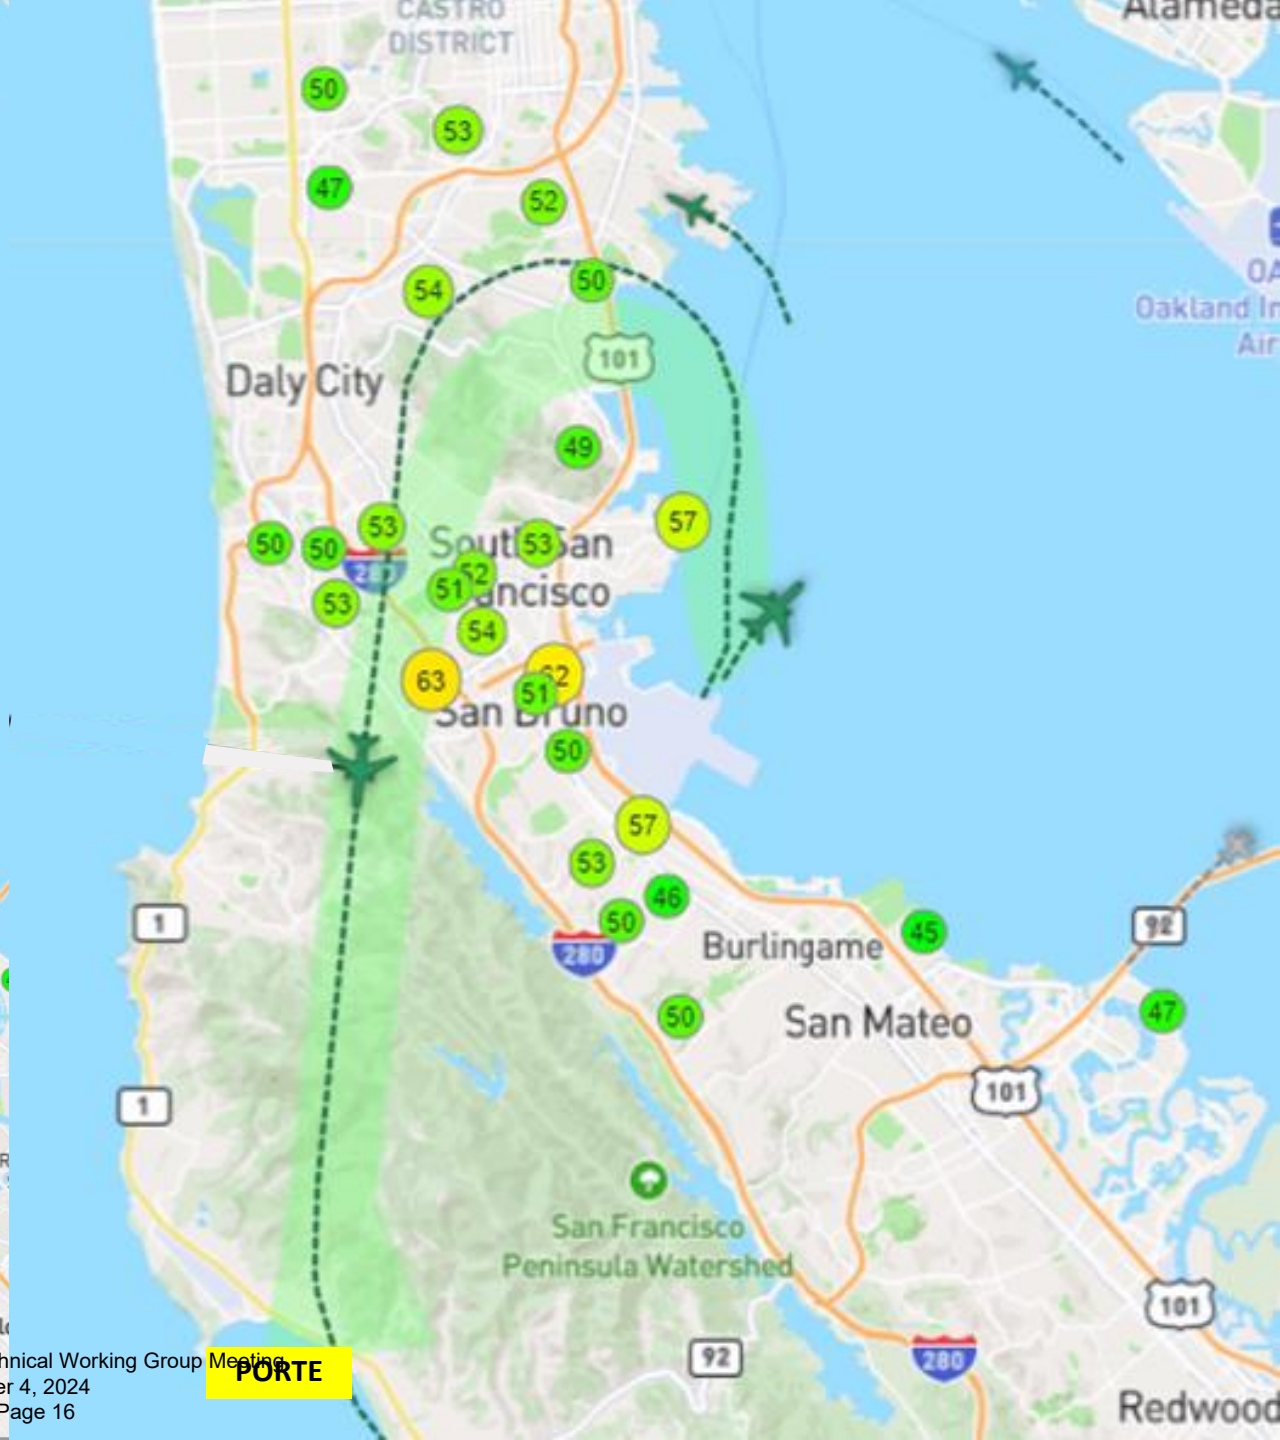 CASTRO
DISTRICT
Alameda
50
53
47
52
54
50
OA
Oakland In
Air
101
Daly City
49
57
53
50
50
53
South San
280
52
51
ancisco
53
54
63
62
51
San Bruno
50
57
53
46
50
1
92
45
Burlingame
280
47
50
San Mateo
101
1
San Francisco
Peninsula Watershed
101
hnical Working Group Meeting
PORTE
92
280
er 4, 2024
Page 16
Redwood